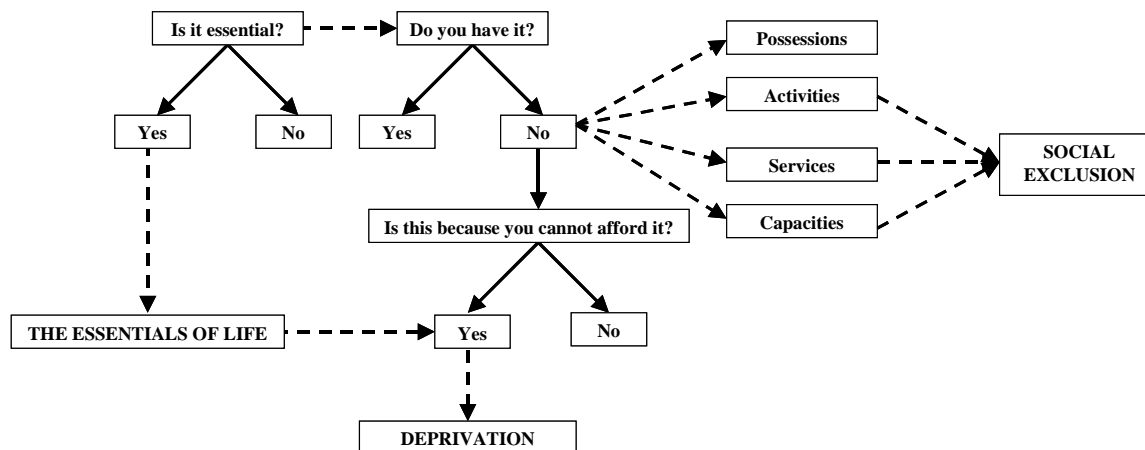 Is it essential?
Do you have it?
Possessions
Activities
Yes
No
Yes
No
Services
SOCIAL
EXCLUSION
Capacities
Is this because you cannot afford it?
THE ESSENTIALS OF LIFE
Yes
No
DEPRIVATION